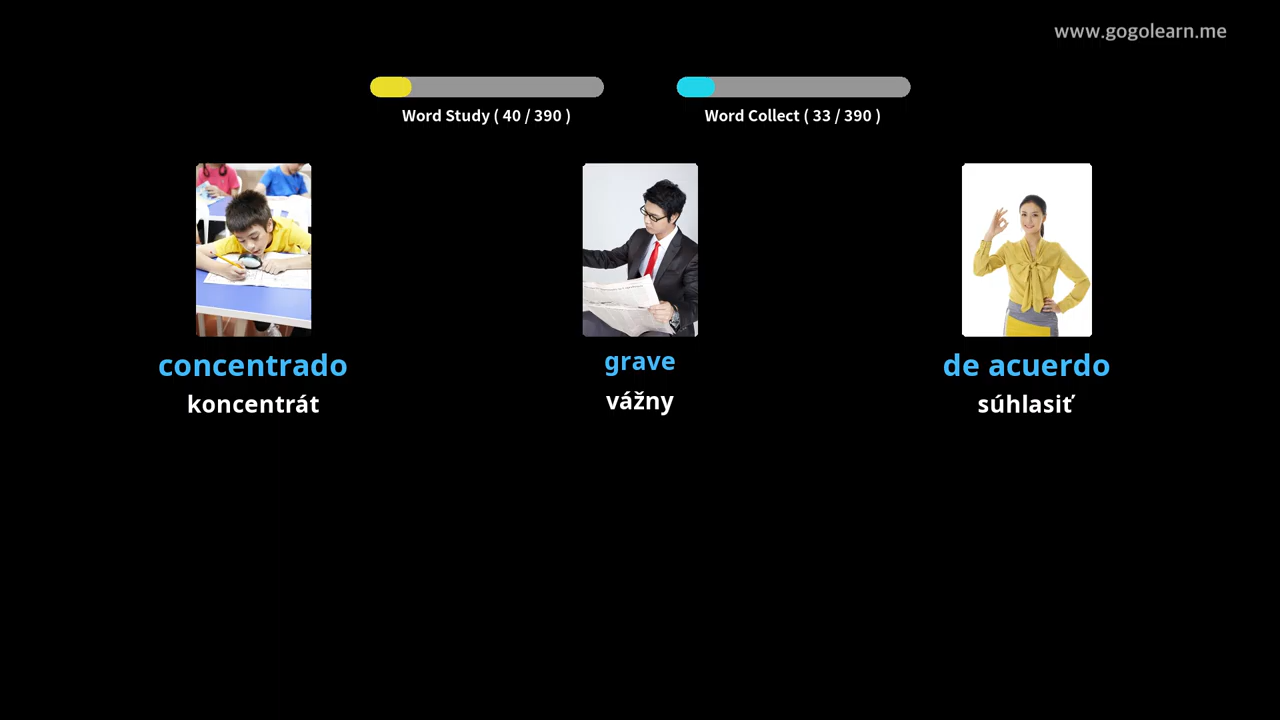 www.gogolearn.me
Word Study ( 40 / 390 )
Word Collect ( 33 / 390 )
concentrado
koncentrát
grave
vážny
de acuerdo
súhlasiť